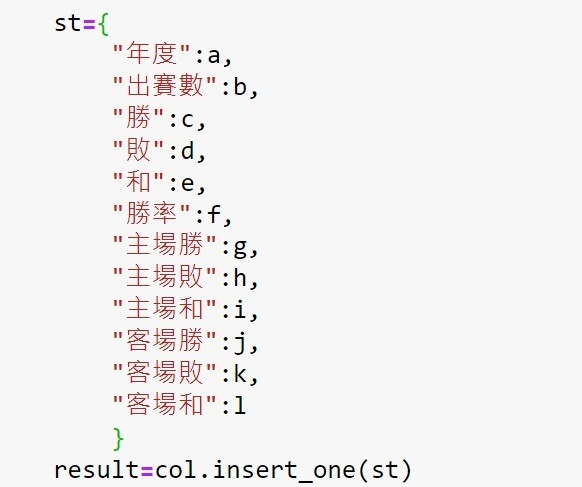 st={
"年度":a,
"出賽數":b,
"勝":c,
"敗":d,
"和":e,
"勝率":f,
"主場勝":g,
"主場敗":h,
"主場和":i,
"客場勝":j,
"客場敗":k,
"客場和":l
}
result=col.insert_one(st)